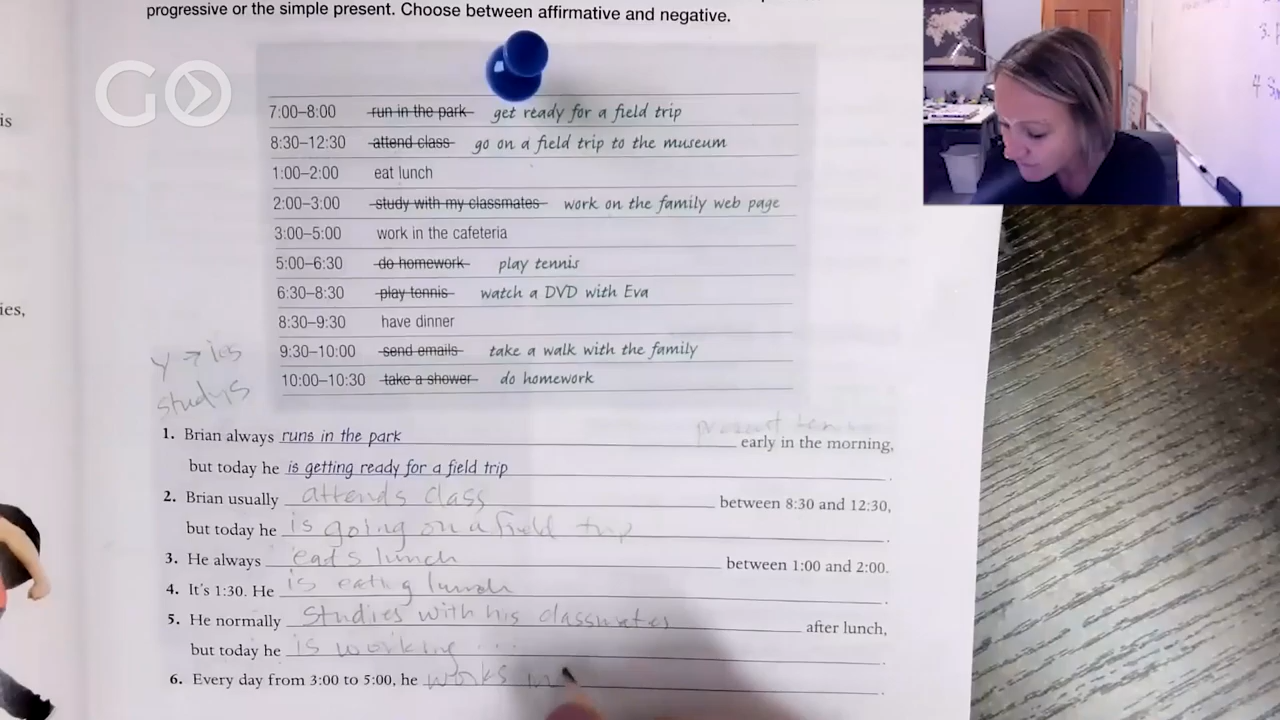 progressive or the simple present. Choose between affirmative and negative.
GO
is
7:00–8:00 run in the park get ready for a field trip
8:30–12:30 attend class go on a field trip to the museum
1:00–2:00 eat lunch
2:00–3:00 study with my classmates work on the family web page
3:00–5:00 work in the cafeteria
5:00–6:30 do homework play tennis
6:30–8:30 play tennis watch a DVD with Eva
8:30–9:30 have dinner
9:30–10:00 send emails take a walk with the family
10:00–10:30 take a shower do homework
ies,
y → ies
studys
present
1. Brian always runs in the park early in the morning,
but today he is getting ready for a field trip .
2. Brian usually attends class between 8:30 and 12:30,
but today he is going on a field trip .
3. He always eats lunch between 1:00 and 2:00.
4. It's 1:30. He is eating lunch .
5. He normally studies with his classmates after lunch,
but today he is working ... .
6. Every day from 3:00 to 5:00, he works in .